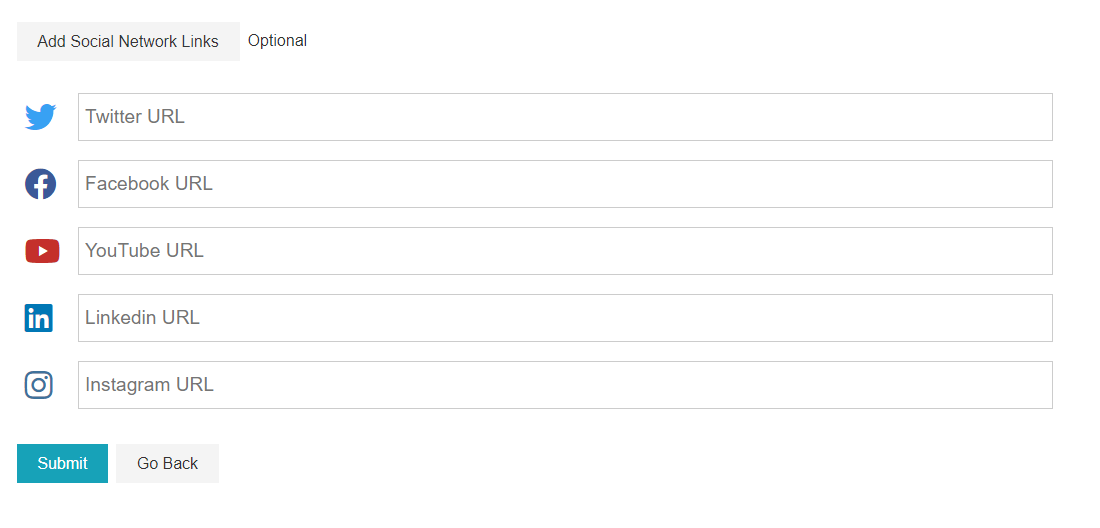 Add Social Network Links Optional
Twitter URL
Facebook URL
YouTube URL
Linkedin URL
Instagram URL
Submit Go Back